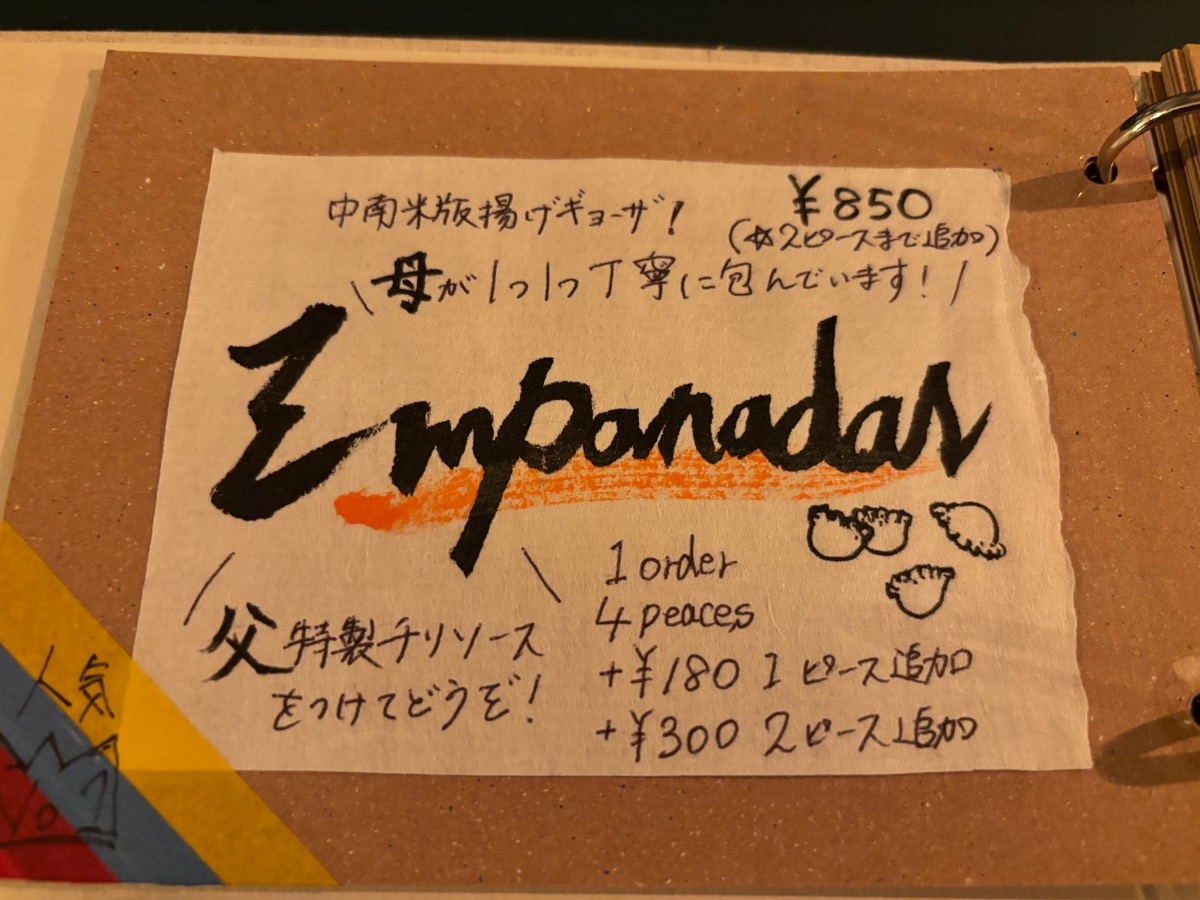 中南米版揚げギョーザ！
¥850
(☆2ピースまで追加)
\母が1つ1つ丁寧に包んでいます！/
Empanadas
/父特製チリソース\
をつけてどうぞ！
1 order
4 peaces
+¥180 1 ピース追加
+¥300 2 ピース追加
人気